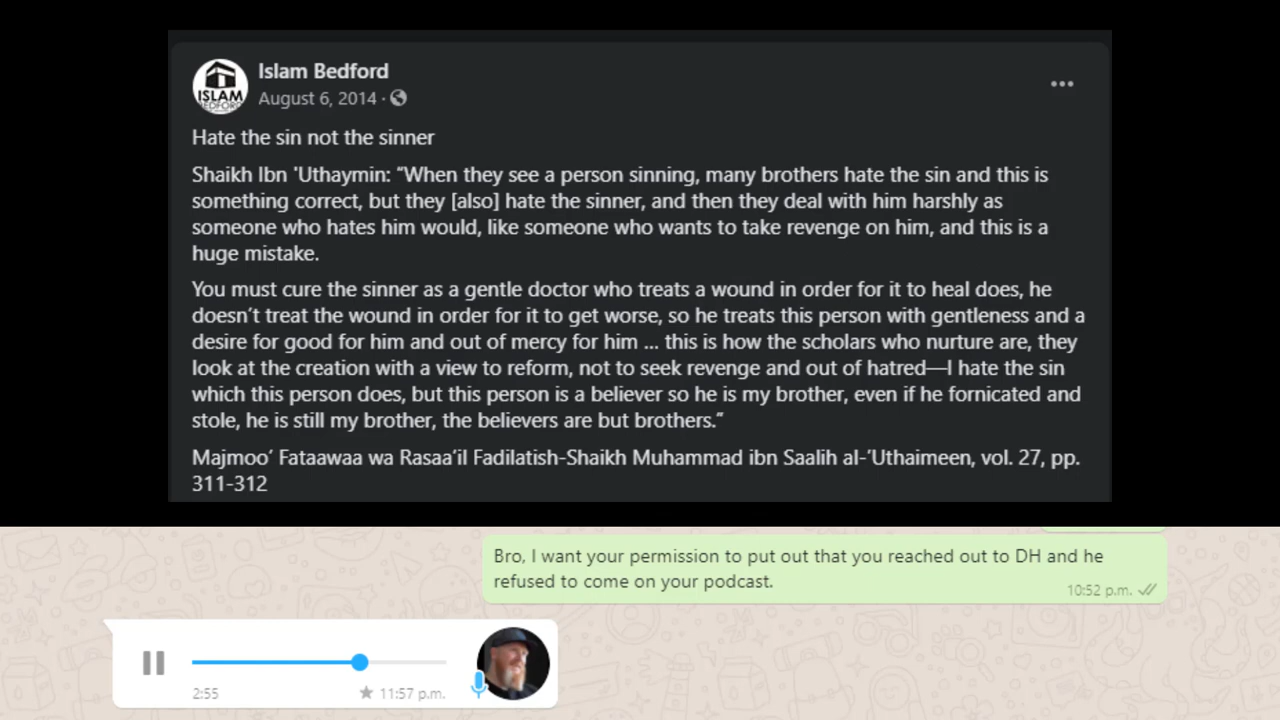 Islam Bedford
ISLAM
BEDFORD
August 6, 2014 ·
Hate the sin not the sinner
Shaikh Ibn 'Uthaymin: “When they see a person sinning, many brothers hate the sin and this is
something correct, but they [also] hate the sinner, and then they deal with him harshly as
someone who hates him would, like someone who wants to take revenge on him, and this is a
huge mistake.
You must cure the sinner as a gentle doctor who treats a wound in order for it to heal does, he
doesn’t treat the wound in order for it to get worse, so he treats this person with gentleness and a
desire for good for him and out of mercy for him ... this is how the scholars who nurture are, they
look at the creation with a view to reform, not to seek revenge and out of hatred—I hate the sin
which this person does, but this person is a believer so he is my brother, even if he fornicated and
stole, he is still my brother, the believers are but brothers.”
Majmoo’ Fataawaa wa Rasaa’il Fadilatish-Shaikh Muhammad ibn Saalih al-’Uthaimeen, vol. 27, pp.
311-312
Bro, I want your permission to put out that you reached out to DH and he
refused to come on your podcast.
10:52 p.m.
2:55
11:57 p.m.